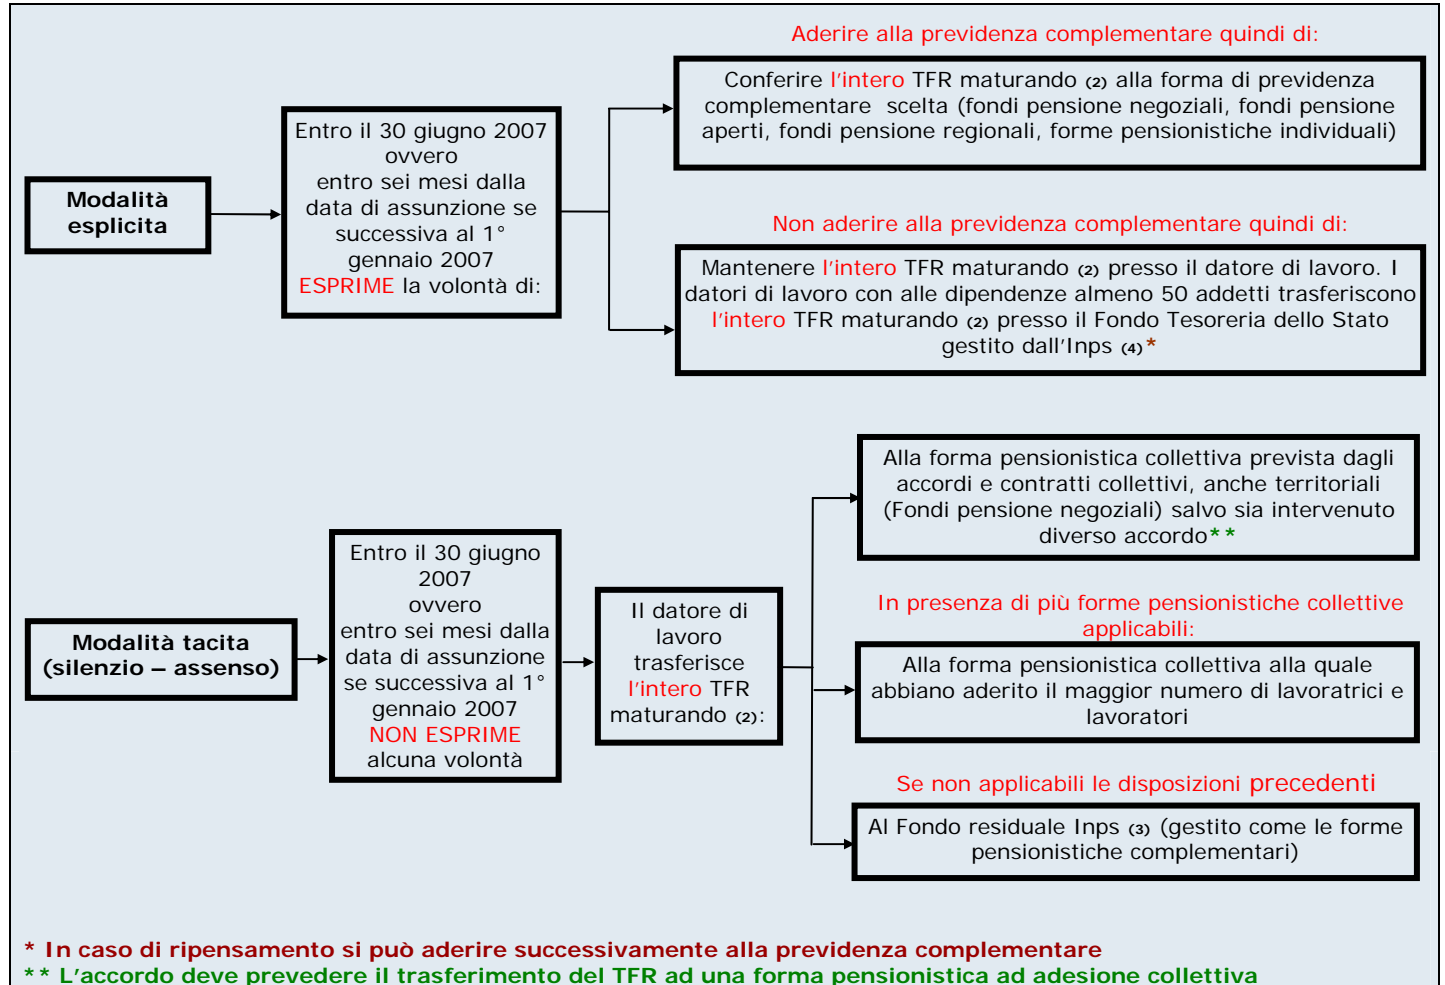 Aderire alla previdenza complementare quindi di:
Conferire l'intero TFR maturando (2) alla forma di previdenza
complementare scelta (fondi pensione negoziali, fondi pensione
aperti, fondi pensione regionali, forme pensionistiche individuali)
Modalità
esplicita
Entro il 30 giugno 2007
ovvero
entro sei mesi dalla
data di assunzione se
successiva al 1°
gennaio 2007
ESPRIME la volontà di:
Non aderire alla previdenza complementare quindi di:
Mantenere l'intero TFR maturando (2) presso il datore di lavoro. I
datori di lavoro con alle dipendenze almeno 50 addetti trasferiscono
l'intero TFR maturando (2) presso il Fondo Tesoreria dello Stato
gestito dall'Inps (4)*
Modalità tacita
(silenzio – assenso)
Entro il 30 giugno
2007
ovvero
entro sei mesi dalla
data di assunzione
se successiva al 1°
gennaio 2007
NON ESPRIME
alcuna volontà
Il datore di
lavoro
trasferisce
l'intero TFR
maturando (2):
Alla forma pensionistica collettiva prevista dagli
accordi e contratti collettivi, anche territoriali
(Fondi pensione negoziali) salvo sia intervenuto
diverso accordo**
In presenza di più forme pensionistiche collettive
applicabili:
Alla forma pensionistica collettiva alla quale
abbiano aderito il maggior numero di lavoratrici e
lavoratori
Se non applicabili le disposizioni precedenti
Al Fondo residuale Inps (3) (gestito come le forme
pensionistiche complementari)
* In caso di ripensamento si può aderire successivamente alla previdenza complementare
** L'accordo deve prevedere il trasferimento del TFR ad una forma pensionistica ad adesione collettiva